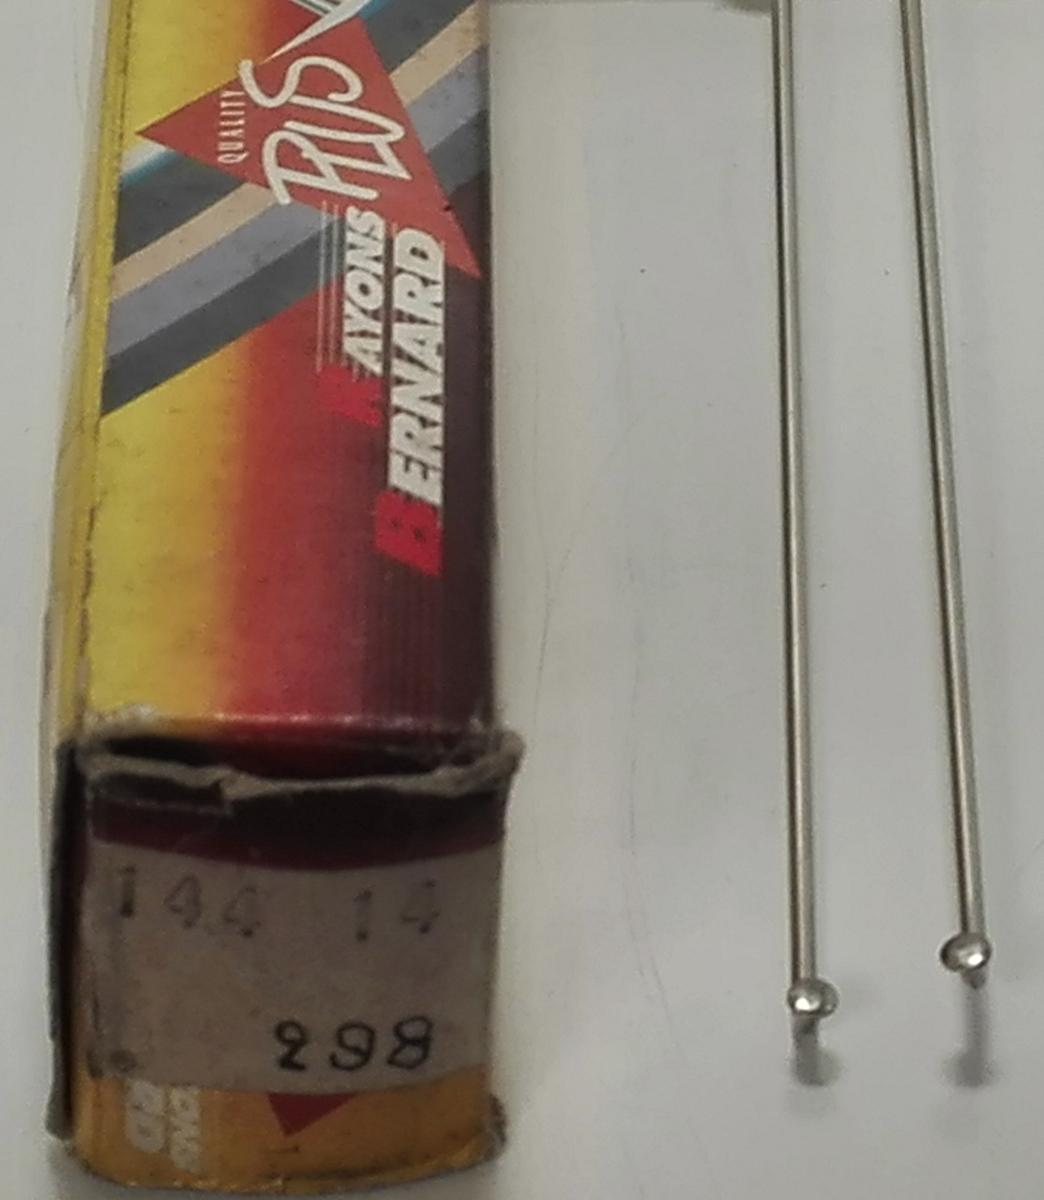 QUALITY
PLUS
RAYONS
BERNARD
144 14
298